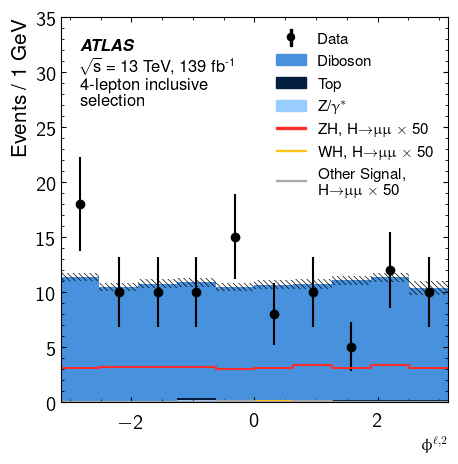 ATLAS
√s = 13 TeV, 139 fb⁻¹
4-lepton inclusive
selection
Data
Diboson
Top
Z/γ*
ZH, H→μμ × 50
WH, H→μμ × 50
Other Signal,
H→μμ × 50
Events / 1 GeV
35
30
25
20
15
10
5
0
−2
0
2
ϕ^ℓ,2